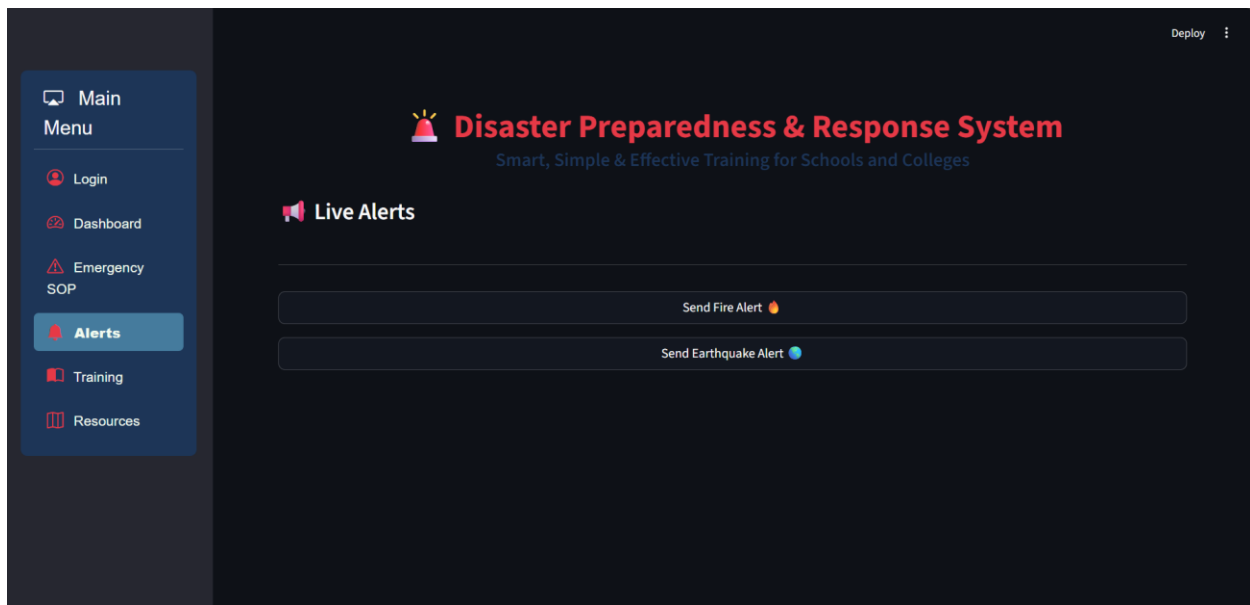 Deploy
Main
Menu
Login
Dashboard
Emergency
SOP
Alerts
Training
Resources
Disaster Preparedness & Response System
Smart, Simple & Effective Training for Schools and Colleges
Live Alerts
Send Fire Alert 🔥
Send Earthquake Alert 🌏